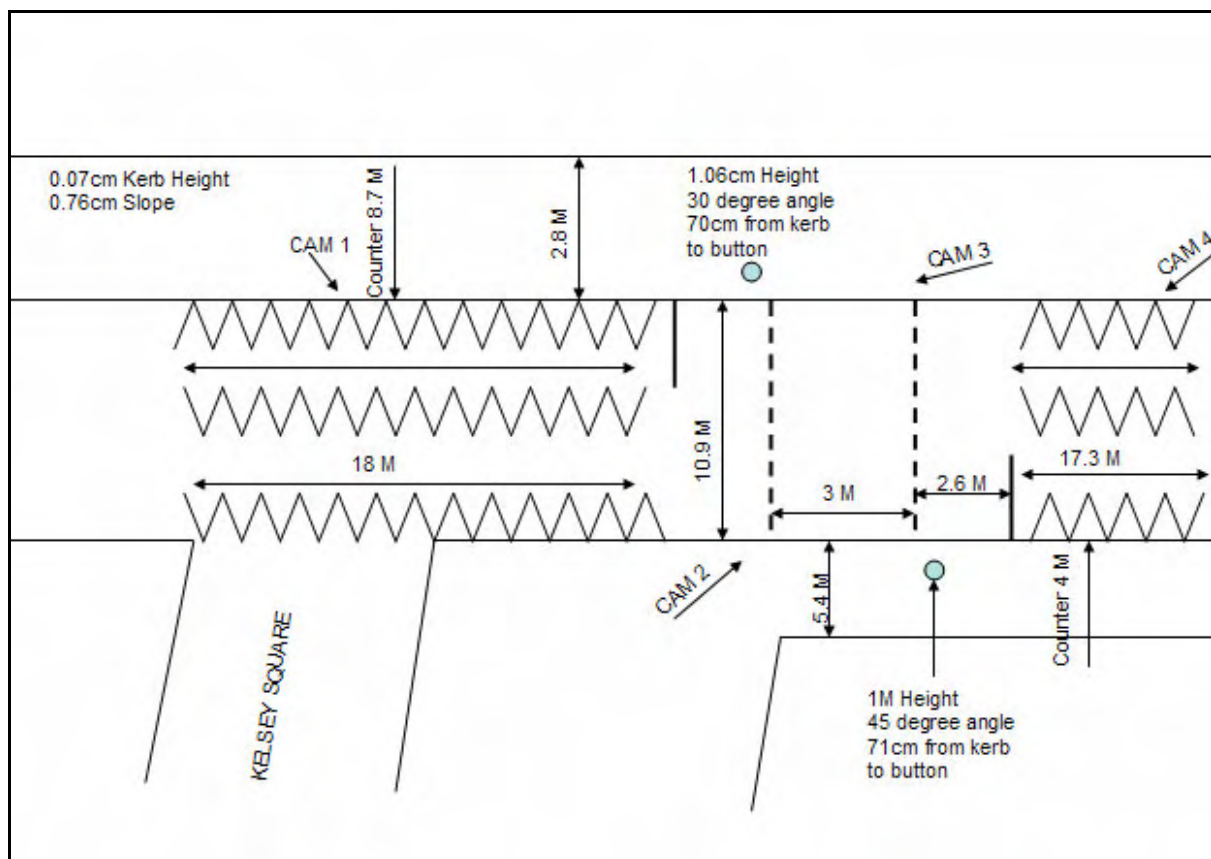 0.07cm Kerb Height
0.76cm Slope
CAM 1
Counter 8.7 M
2.8 M
1.06cm Height
30 degree angle
70cm from kerb
to button
CAM 3
CAM 4
18 M
10.9 M
3 M
2.6 M
17.3 M
CAM 2
5.4 M
Counter 4 M
KELSEY SQUARE
1M Height
45 degree angle
71cm from kerb
to button